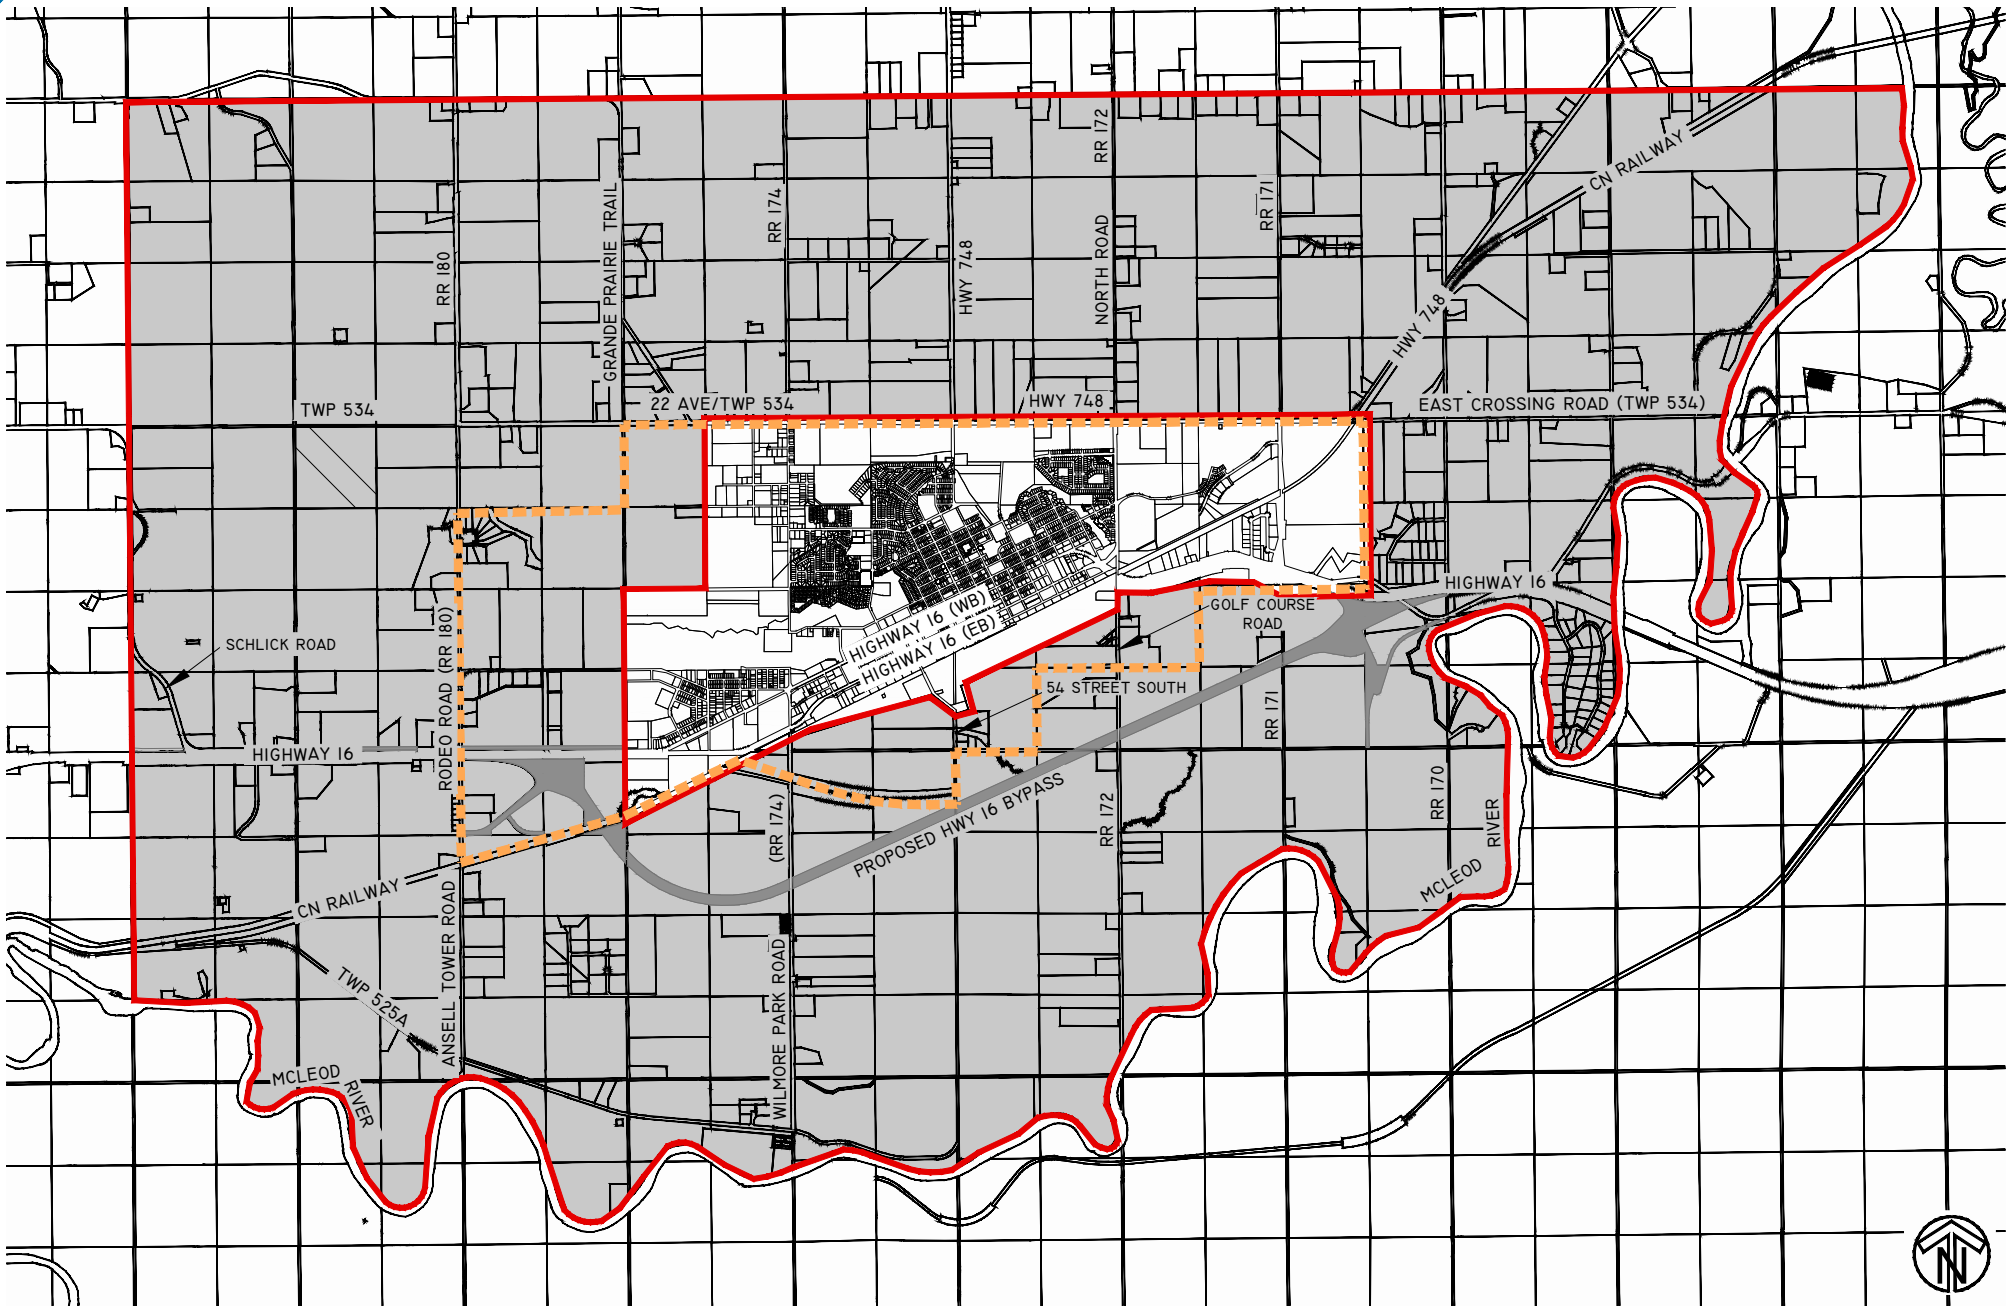 RR 172
CN RAILWAY
RR 174
RR 171
GRANDE PRAIRIE TRAIL
RR 180
HWY 748
NORTH ROAD
HWY 748
TWP 534
22 AVE/TWP 534
HWY 748
EAST CROSSING ROAD (TWP 534)
HIGHWAY 16
HIGHWAY 16 (WB)
HIGHWAY 16 (EB)
GOLF COURSE
ROAD
SCHLICK ROAD
RODEO ROAD (RR 180)
54 STREET SOUTH
RR 171
HIGHWAY 16
(RR 174)
PROPOSED HWY 16 BYPASS
RR 172
RR 170
MCLEOD
RIVER
CN RAILWAY
ANSELL TOWER ROAD
WILMORE PARK ROAD
TWP 525A
MCLEOD
RIVER
N